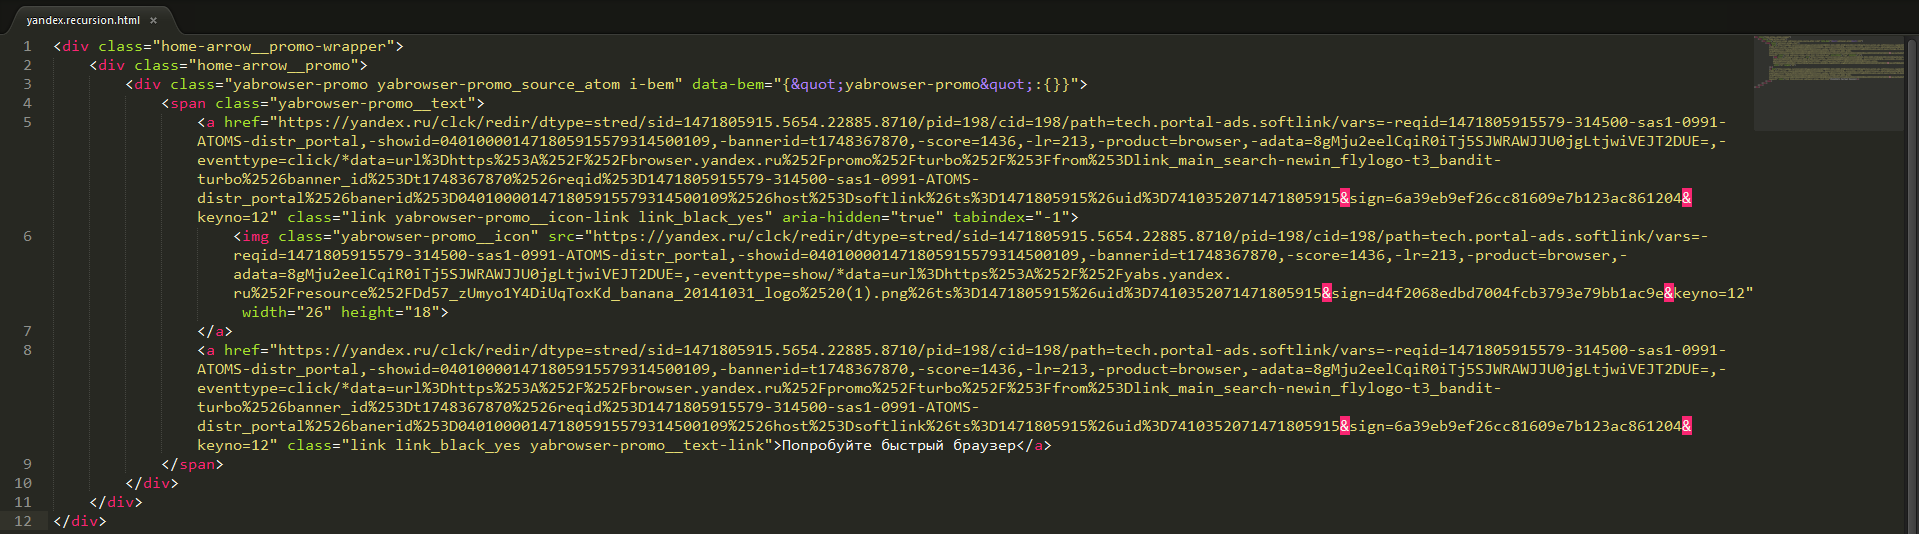 yandex.recursion.html ×
1 <div class="home-arrow__promo-wrapper">
2 <div class="home-arrow__promo">
3 <div class="yabrowser-promo yabrowser-promo_source_atom i-bem" data-bem="{&quot;yabrowser-promo&quot;:{}}">
4 <span class="yabrowser-promo__text">
5 <a href="https://yandex.ru/clck/redir/dtype=stred/sid=1471805915.5654.22885.8710/pid=198/cid=198/path=tech.portal-ads.softlink/vars=-reqid=1471805915579-314500-sas1-0991-
ATOMS-distr_portal,-showid=04010000147180591557931450010​9,-bannerid=t1748367870,-score=1436,-lr=213,-product=browser,-adata=8gMju2eelCqiR0iTj5SJWRAWJJU0jgLtjwiVEJT2DUE=,-
eventtype=click/*data=url%3Dhttps%253A%252F%252Fbrowser.yandex.ru%252Fpromo%252Fturbo%252F%253Ffrom%253Dlink_main_search-newin_flylogo-t3_bandit-
turbo%2526banner_id%253Dt1748367870%2526reqid%253D1471805915579-314500-sas1-0991-ATOMS-
distr_portal%2526banerid%253D040100001471805915579314500109%2526host%3Dsoftlink%26ts%3D1471805915%26uid%3D7410352071471805915&sign=6a39eb9ef26cc81609e7b123ac861204&
keyno=12" class="link yabrowser-promo__icon-link link_black_yes" aria-hidden="true" tabindex="-1">
6 <img class="yabrowser-promo__icon" src="https://yandex.ru/clck/redir/dtype=stred/sid=1471805915.5654.22885.8710/pid=198/cid=198/path=tech.portal-ads.softlink/vars=-
reqid=1471805915579-314500-sas1-0991-ATOMS-distr_portal,-showid=0401000014718059155793145​00109,-bannerid=t1748367870,-score=1436,-lr=213,-product=browser,-
adata=8gMju2eelCqiR0iTj5SJWRAWJJU0jgLtjwiVEJT2DUE=,-eventtype=show/*data=url%3Dhttps%253A%252F%252Fyabs.yandex.
ru%252Fresource%252FDd57_zUmyo1Y4DiUqToxKd_banana_20141031_logo%2520(1).png%26ts%3D1471805915%26uid%3D7410352071471805915&sign=d4f2068edbd7004fcb3793e79bb1ac9e&keyno=12"
width="26" height="18">
7 </a>
8 <a href="https://yandex.ru/clck/redir/dtype=stred/sid=1471805915.5654.22885.8710/pid=198/cid=198/path=tech.portal-ads.softlink/vars=-reqid=1471805915579-314500-sas1-0991-
ATOMS-distr_portal,-showid=0401000014718059155793145​00109,-bannerid=t1748367870,-score=1436,-lr=213,-product=browser,-adata=8gMju2eelCqiR0iTj5SJWRAWJJU0jgLtjwiVEJT2DUE=,-
eventtype=click/*data=url%3Dhttps%253A%252F%252Fbrowser.yandex.ru%252Fpromo%252Fturbo%252F%253Ffrom%253Dlink_main_search-newin_flylogo-t3_bandit-
turbo%2526banner_id%253Dt1748367870%2526reqid%253D1471805915579-314500-sas1-0991-ATOMS-
distr_portal%2526banerid%253D0401000014718059155793145​00109%2526host%3Dsoftlink%26ts%3D1471805915%26uid%3D7410352071471805915&sign=6a39eb9ef26cc81609e7b123ac861204&
keyno=12" class="link link_black_yes yabrowser-promo__text-link">Попробуйте быстрый браузер</a>
9 </span>
10 </div>
11 </div>
12 </div>